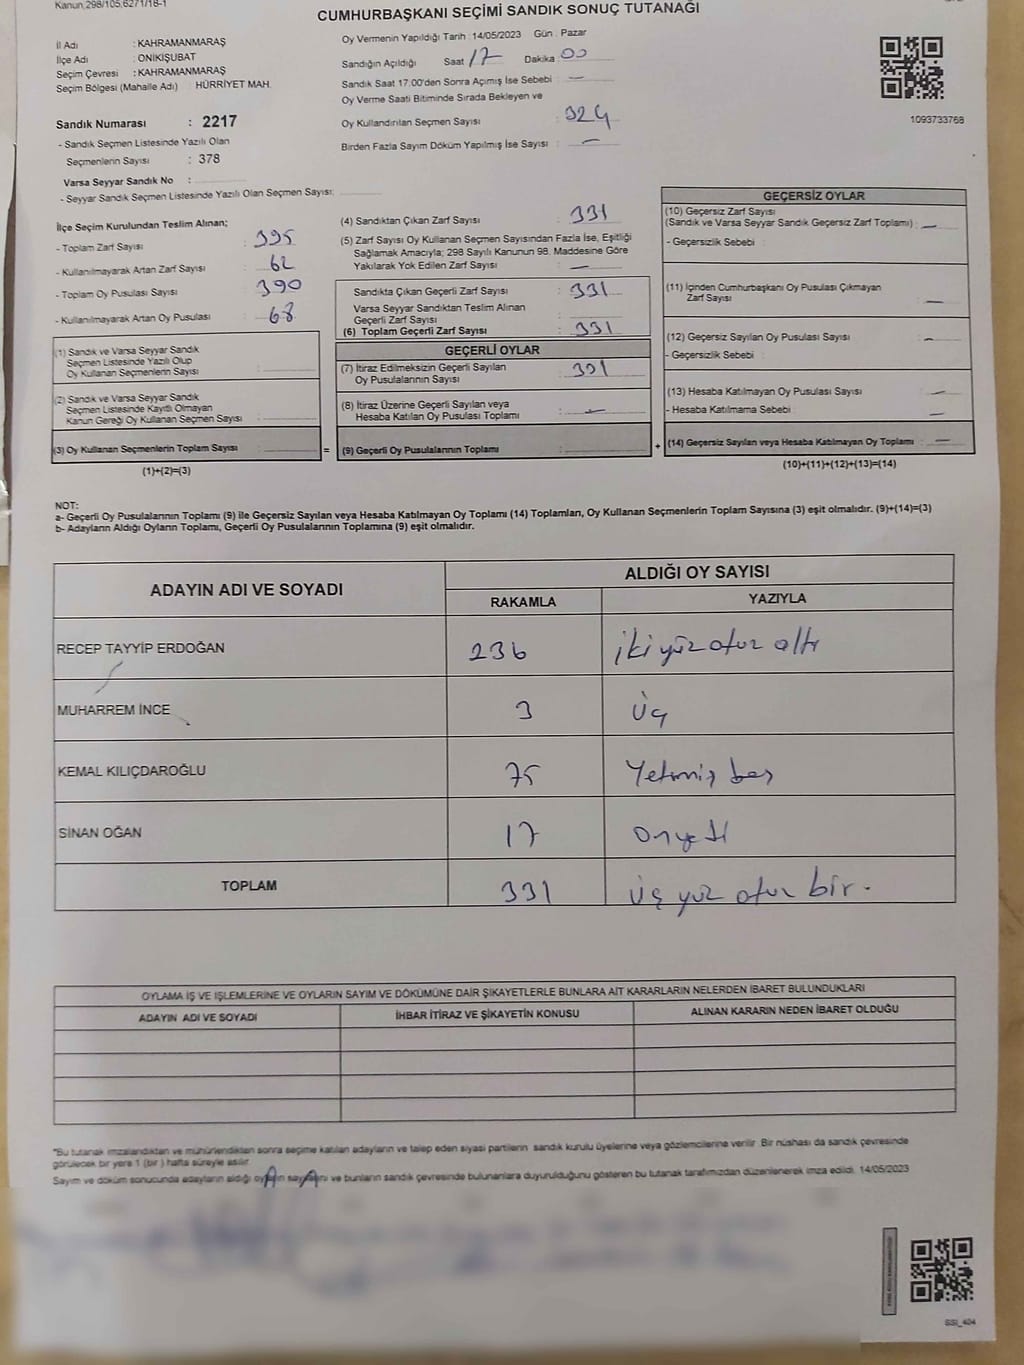 Kanun,298/105,6271/18-1
CUMHURBAŞKANI SEÇİMİ SANDIK SONUÇ TUTANAĞI
İl Adı : KAHRAMANMARAŞ
İlçe Adı : ONİKİŞUBAT
Seçim Çevresi : KAHRAMANMARAŞ
Seçim Bölgesi (Mahalle Adı) : HÜRRİYET MAH.
Sandık Numarası : 2217
- Sandık Seçmen Listesinde Yazılı Olan
Seçmenlerin Sayısı : 378
Varsa Seyyar Sandık No :
- Seyyar Sandık Seçmen Listesinde Yazılı Olan Seçmen Sayısı:
Oy Vermenin Yapıldığı Tarih : 14/05/2023 Gün : Pazar
Sandığın Açıldığı Saat 17 Dakika : 00
Sandık Saat 17:00'den Sonra Açımış İse Sebebi : —
Oy Verme Saati Bitiminde Sırada Bekleyen ve
Oy Kullandırılan Seçmen Sayısı : 324
Birden Fazla Sayım Döküm Yapılmış İse Sayısı : —
1093733768
İlçe Seçim Kurulundan Teslim Alınan;
- Toplam Zarf Sayısı : 395
- Kullanılmayarak Artan Zarf Sayısı : 62
- Toplam Oy Pusulası Sayısı : 390
- Kullanılmayarak Artan Oy Pusulası : 68
(1) Sandık ve Varsa Seyyar Sandık
Seçmen Listesinde Yazılı Olup
Oy Kullanan Seçmenlerin Sayısı :
(2) Sandık ve Varsa Seyyar Sandık
Seçmen Listesinde Kayıtlı Olmayan
Kanun Gereği Oy Kullanan Seçmen Sayısı :
(3) Oy Kullanan Seçmenlerin Toplam Sayısı :
(1)+(2)=(3)
(4) Sandıktan Çıkan Zarf Sayısı : 331
(5) Zarf Sayısı Oy Kullanan Seçmen Sayısından Fazla İse, Eşitliği
Sağlamak Amacıyla; 298 Sayılı Kanunun 98. Maddesine Göre
Yakılarak Yok Edilen Zarf Sayısı : —
Sandıkta Çıkan Geçerli Zarf Sayısı : 331
Varsa Seyyar Sandıktan Teslim Alınan
Geçerli Zarf Sayısı :
(6) Toplam Geçerli Zarf Sayısı : 331
GEÇERLİ OYLAR
(7) İtiraz Edilmeksizin Geçerli Sayılan
Oy Pusulalarının Sayısı : 331
(8) İtiraz Üzerine Geçerli Sayılan veya
Hesaba Katılan Oy Pusulası Toplamı : —
= (9) Geçerli Oy Pusulalarının Toplamı :
GEÇERSİZ OYLAR
(10) Geçersiz Zarf Sayısı
(Sandık ve Varsa Seyyar Sandık Geçersiz Zarf Toplamı) : —
- Geçersizlik Sebebi :
(11) İçinden Cumhurbaşkanı Oy Pusulası Çıkmayan
Zarf Sayısı : —
(12) Geçersiz Sayılan Oy Pusulası Sayısı : —
- Geçersizlik Sebebi :
(13) Hesaba Katılmayan Oy Pusulası Sayısı : —
- Hesaba Katılmama Sebebi : —
+ (14) Geçersiz Sayılan veya Hesaba Katılmayan Oy Toplamı : —
(10)+(11)+(12)+(13)=(14)
NOT:
a- Geçerli Oy Pusulalarının Toplamı (9) ile Geçersiz Sayılan veya Hesaba Katılmayan Oy Toplamı (14) Toplamları, Oy Kullanan Seçmenlerin Toplam Sayısına (3) eşit olmalıdır. (9)+(14)=(3)
b- Adayların Aldığı Oyların Toplamı, Geçerli Oy Pusulalarının Toplamına (9) eşit olmalıdır.
ADAYIN ADI VE SOYADI ALDIĞI OY SAYISI
RAKAMLA YAZIYLA
RECEP TAYYİP ERDOĞAN 236 iki yüz otuz altı
MUHARREM İNCE 3 Üç
KEMAL KILIÇDAROĞLU 75 Yetmiş beş
SİNAN OĞAN 17 Onyedi
TOPLAM 331 Üç yüz otuz bir.
OYLAMA İŞ VE İŞLEMLERİNE VE OYLARIN SAYIM VE DÖKÜMÜNE DAİR ŞİKAYETLERLE BUNLARA AİT KARARLARIN NELERDEN İBARET BULUNDUKLARI
ADAYIN ADI VE SOYADI İHBAR İTİRAZ VE ŞİKAYETİN KONUSU ALINAN KARARIN NEDEN İBARET OLDUĞU
*Bu tutanak imzalandıktan ve mühürlendikten sonra seçime katılan adayların ve talep eden siyasi partilerin sandık kurulu üyelerine veya gözlemcilerine verilir. Bir nüshası da sandık çevresinde
görülecek bir yere 1 (bir ) hafta süreyle asılır.
Sayım ve döküm sonucunda adayların aldığı oyların sayılarını ve bunların sandık çevresinde bulunanlara duyurulduğunu gösteren bu tutanak tarafımızdan düzenlenerek imza edildi. 14/05/2023
SSI_404